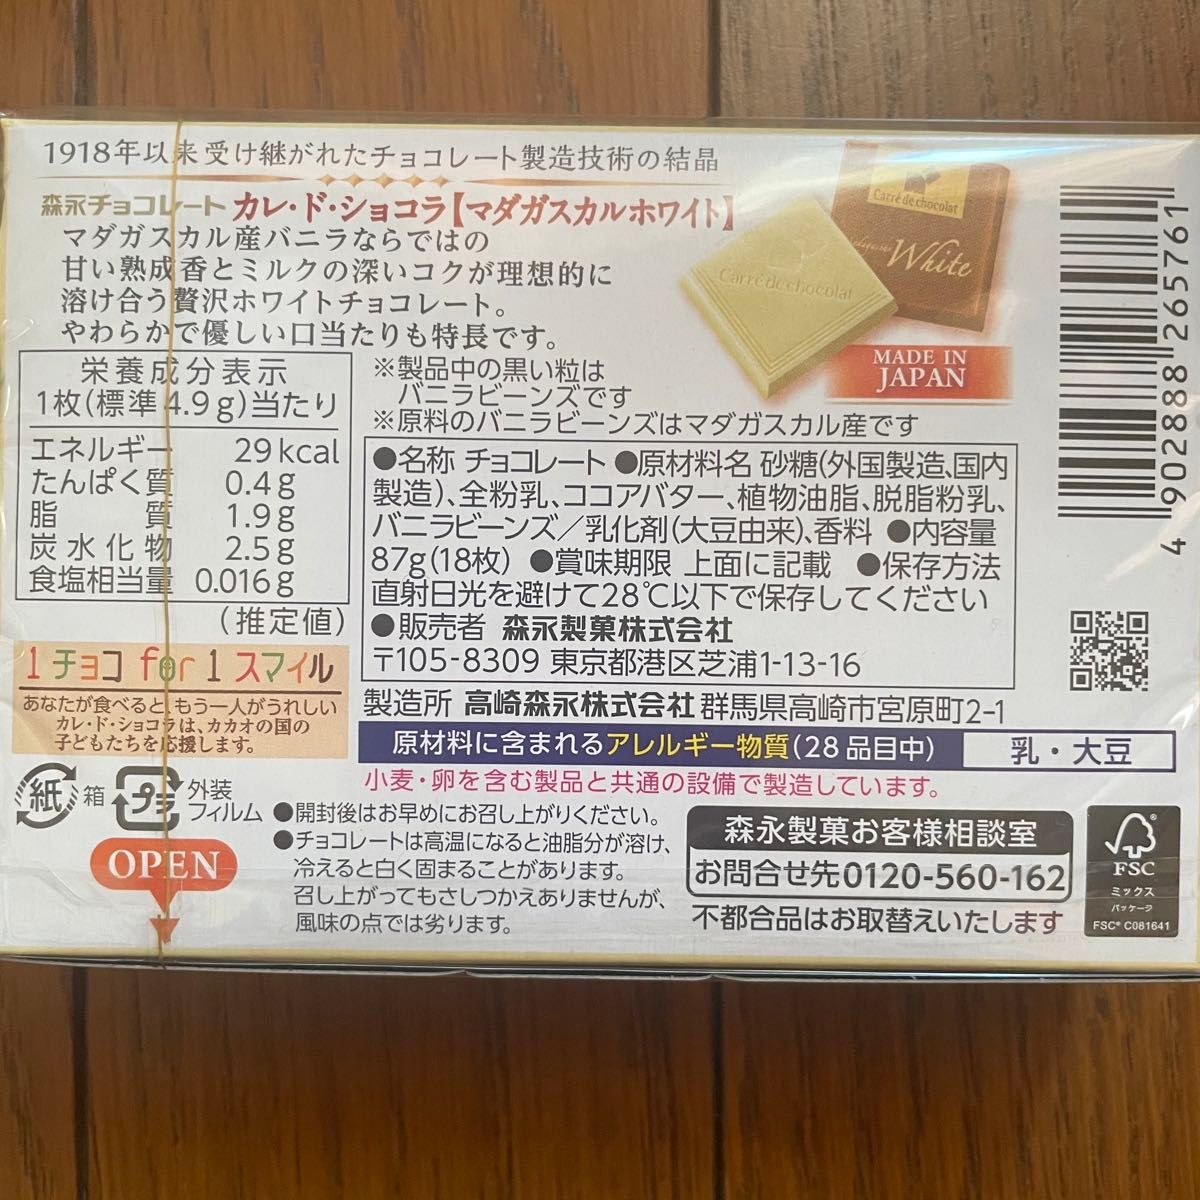 1918年以来 受け継がれたチョコレート製造技術の結晶
森永チョコレート カレ・ド・ショコラ【マダガスカルホワイト】
マダガスカル産バニラならではの
甘い熟成香とミルクの深いコクが理想的に
溶け合う贅沢ホワイトチョコレート。
やわらかで優しい口当たりも特長です。
Carré de chocolat
Carré de chocolat
White
MADE IN
JAPAN
栄養成分表示
1枚(標準4.9g)当たり
エネルギー 29kcal
たんぱく質 0.4g
脂質 1.9g
炭水化物 2.5g
食塩相当量 0.016g
(推定値)
※製品中の黒い粒は
バニラビーンズです
※原料のバニラビーンズはマダガスカル産です
●名称 チョコレート ●原材料名 砂糖(外国製造、国内
製造)、全粉乳、ココアバター、植物油脂、脱脂粉乳、
バニラビーンズ／乳化剤(大豆由来)、香料 ●内容量
87g(18枚) ●賞味期限 上面に記載 ●保存方法
直射日光を避けて28℃以下で保存してください
●販売者 森永製菓株式会社
〒105-8309 東京都港区芝浦1-13-16
製造所 高崎森永株式会社 群馬県高崎市宮原町2-1
原材料に含まれるアレルギー物質(28品目中) 乳・大豆
小麦・卵を含む製品と共通の設備で製造しています。
1チョコ for 1スマイル
あなたが食べると、もう一人がうれしい
カレ・ド・ショコラは、カカオの国の
子どもたちを応援します。
紙 箱 プラ 外装
フィルム
OPEN
●開封後はお早めにお召し上がりください。
●チョコレートは高温になると油脂分が溶け、
冷えると白く固まることがあります。
召し上がってもさしつかえありませんが、
風味の点では劣ります。
森永製菓お客様相談室
お問合せ先0120-560-162
不都合品はお取替えいたします
FSC
ミックス
パッケージ
FSC® C081641
4 902888 265761